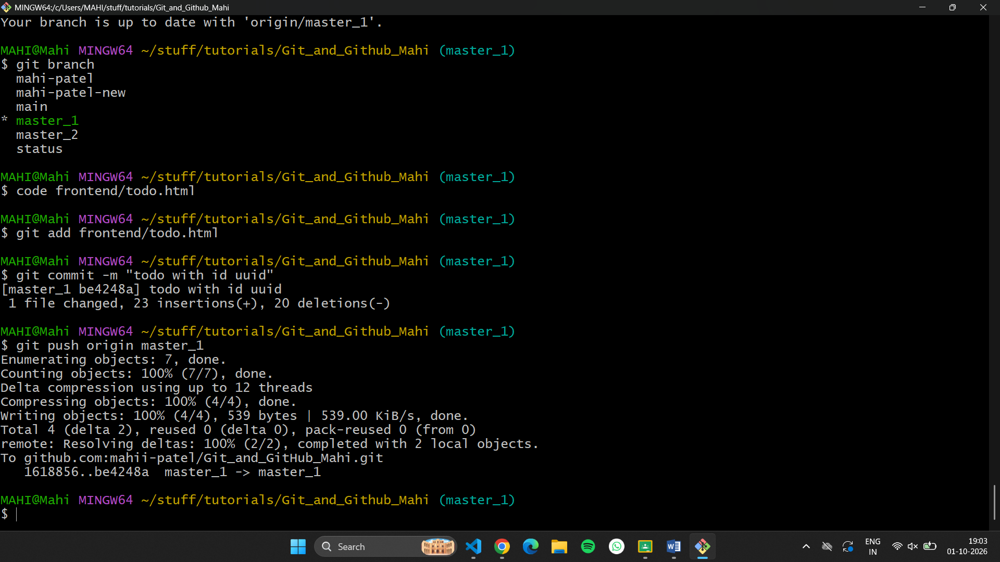 MINGW64:/c/Users/MAHI/stuff/tutorials/Git_and_Github_Mahi
Your branch is up to date with 'origin/master_1'.
MAHI@Mahi MINGW64 ~/stuff/tutorials/Git_and_Github_Mahi (master_1)
$ git branch
  mahi-patel
  mahi-patel-new
  main
* master_1
  master_2
  status
MAHI@Mahi MINGW64 ~/stuff/tutorials/Git_and_Github_Mahi (master_1)
$ code frontend/todo.html
MAHI@Mahi MINGW64 ~/stuff/tutorials/Git_and_Github_Mahi (master_1)
$ git add frontend/todo.html
MAHI@Mahi MINGW64 ~/stuff/tutorials/Git_and_Github_Mahi (master_1)
$ git commit -m "todo with id uuid"
[master_1 be4248a] todo with id uuid
 1 file changed, 23 insertions(+), 20 deletions(-)
MAHI@Mahi MINGW64 ~/stuff/tutorials/Git_and_Github_Mahi (master_1)
$ git push origin master_1
Enumerating objects: 7, done.
Counting objects: 100% (7/7), done.
Delta compression using up to 12 threads
Compressing objects: 100% (4/4), done.
Writing objects: 100% (4/4), 539 bytes | 539.00 KiB/s, done.
Total 4 (delta 2), reused 0 (delta 0), pack-reused 0 (from 0)
remote: Resolving deltas: 100% (2/2), completed with 2 local objects.
To github.com:mahii-patel/Git_and_GitHub_Mahi.git
   1618856..be4248a  master_1 -> master_1
MAHI@Mahi MINGW64 ~/stuff/tutorials/Git_and_Github_Mahi (master_1)
$
Search
W
ENG
IN
19:03
01-10-2026